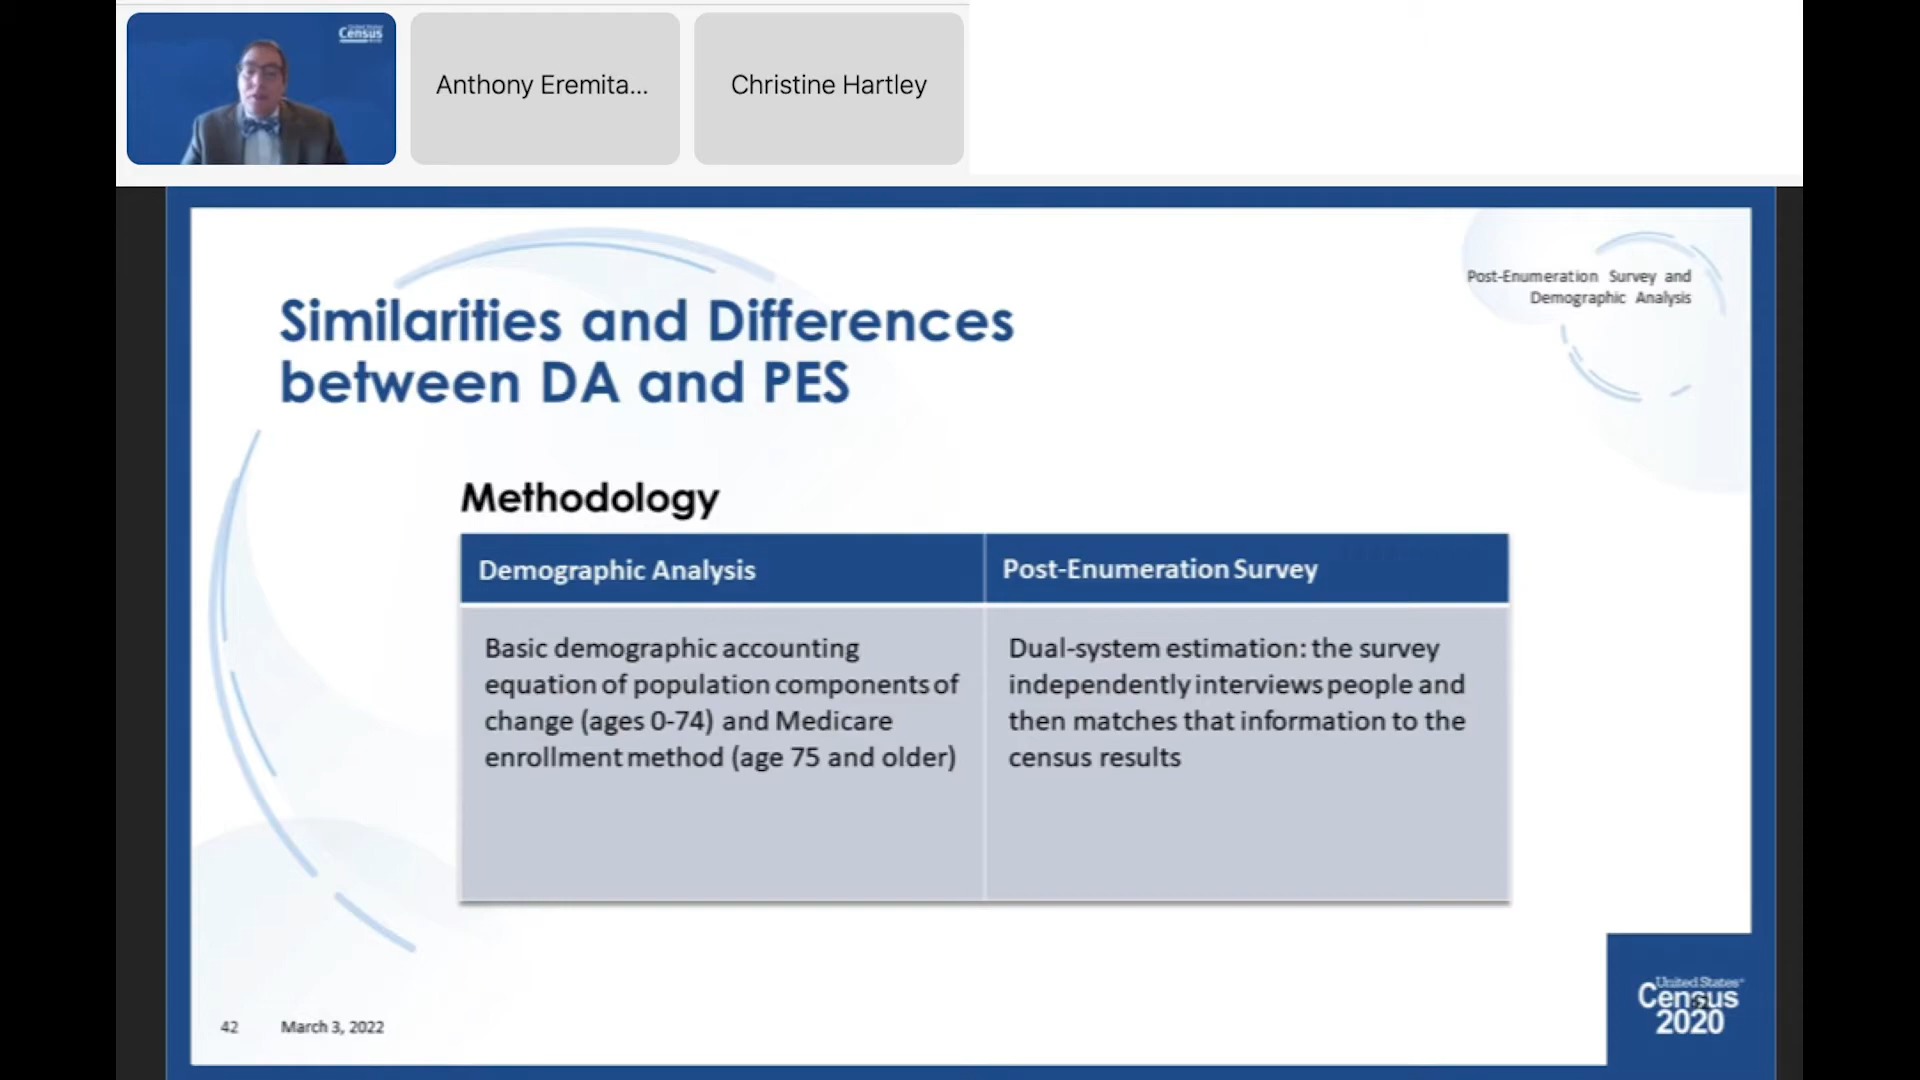 United States
Census
Anthony Eremita...
Christine Hartley
Post-Enumeration Survey and
Demographic Analysis
Similarities and Differences
between DA and PES
Methodology
Demographic Analysis
Post-Enumeration Survey
Basic demographic accounting
equation of population components of
change (ages 0-74) and Medicare
enrollment method (age 75 and older)
Dual-system estimation: the survey
independently interviews people and
then matches that information to the
census results
42
March 3, 2022
United States®
Census
2020